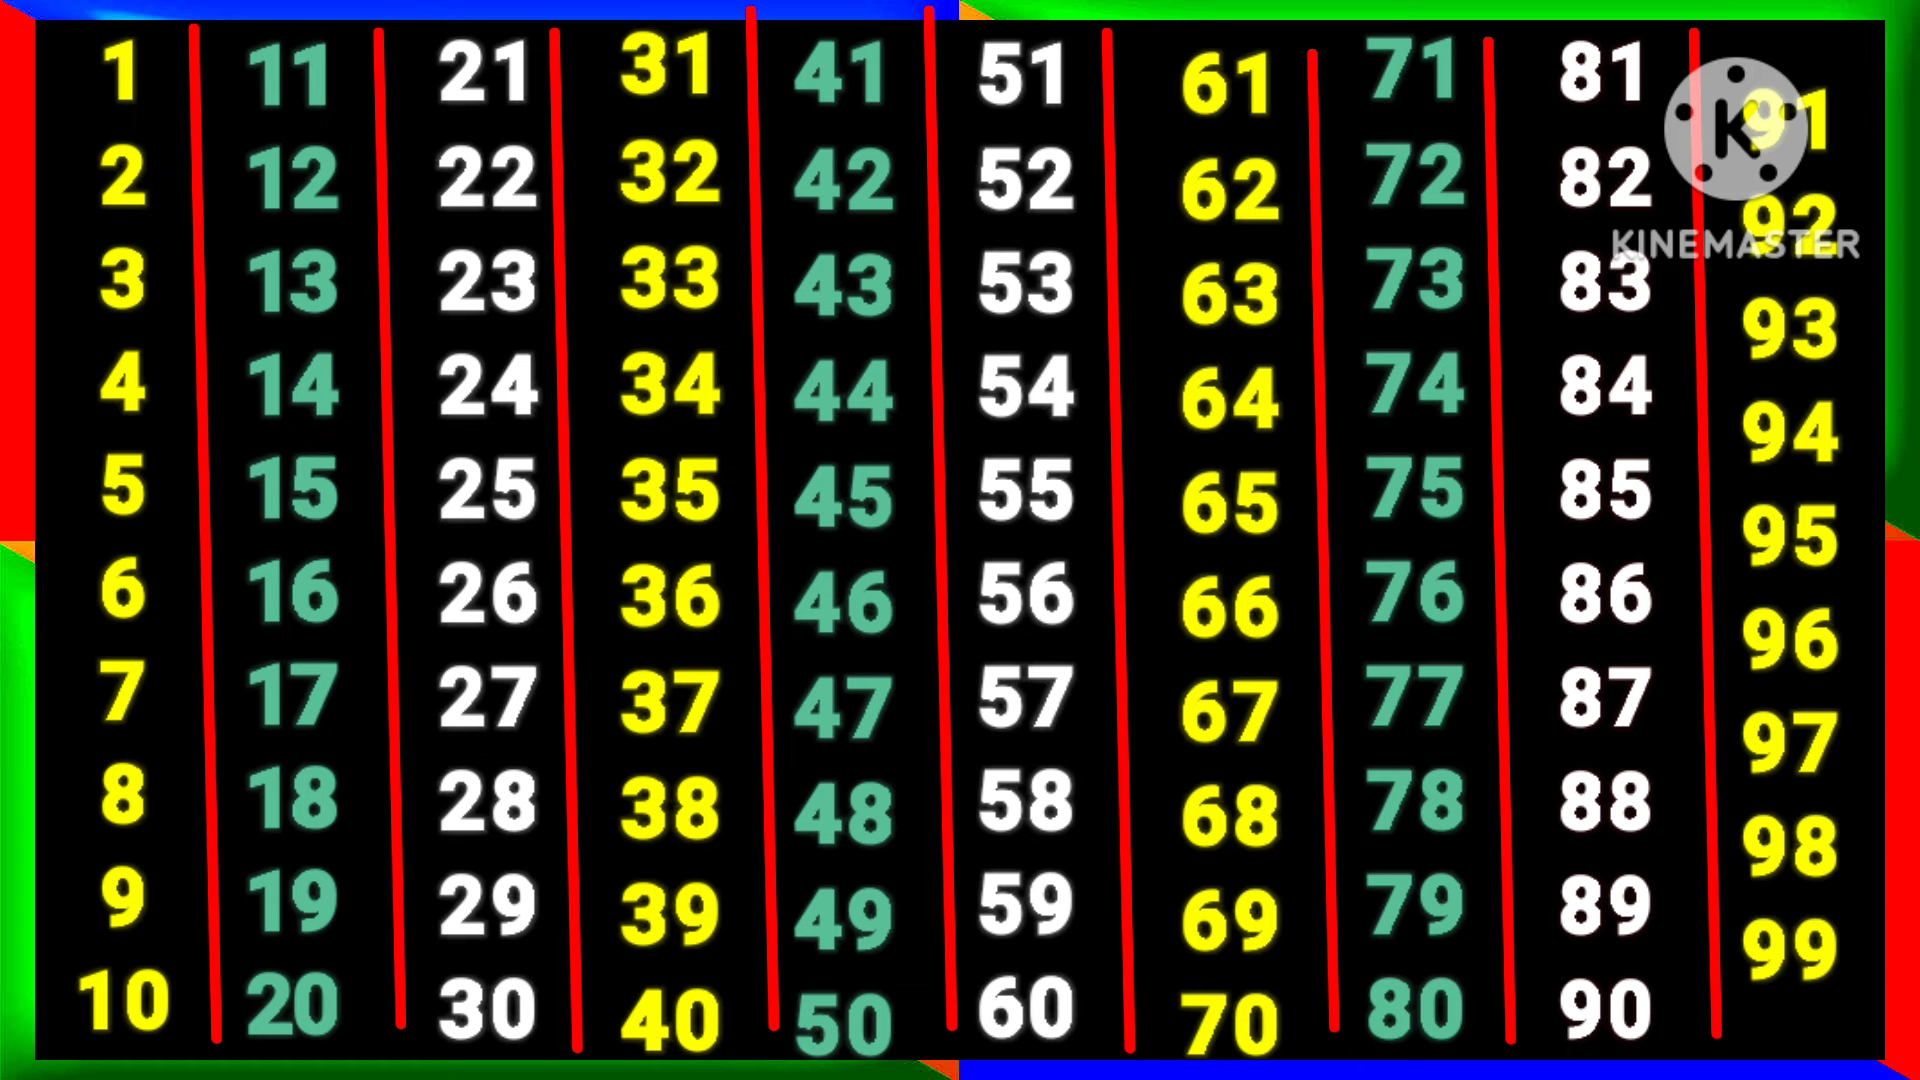 1 11 21 31 41 51 61 71 81 91
2 12 22 32 42 52 62 72 82 92
KINEMASTER
3 13 23 33 43 53 63 73 83 93
4 14 24 34 44 54 64 74 84 94
5 15 25 35 45 55 65 75 85 95
6 16 26 36 46 56 66 76 86 96
7 17 27 37 47 57 67 77 87 97
8 18 28 38 48 58 68 78 88 98
9 19 29 39 49 59 69 79 89 99
10 20 30 40 50 60 70 80 90
K